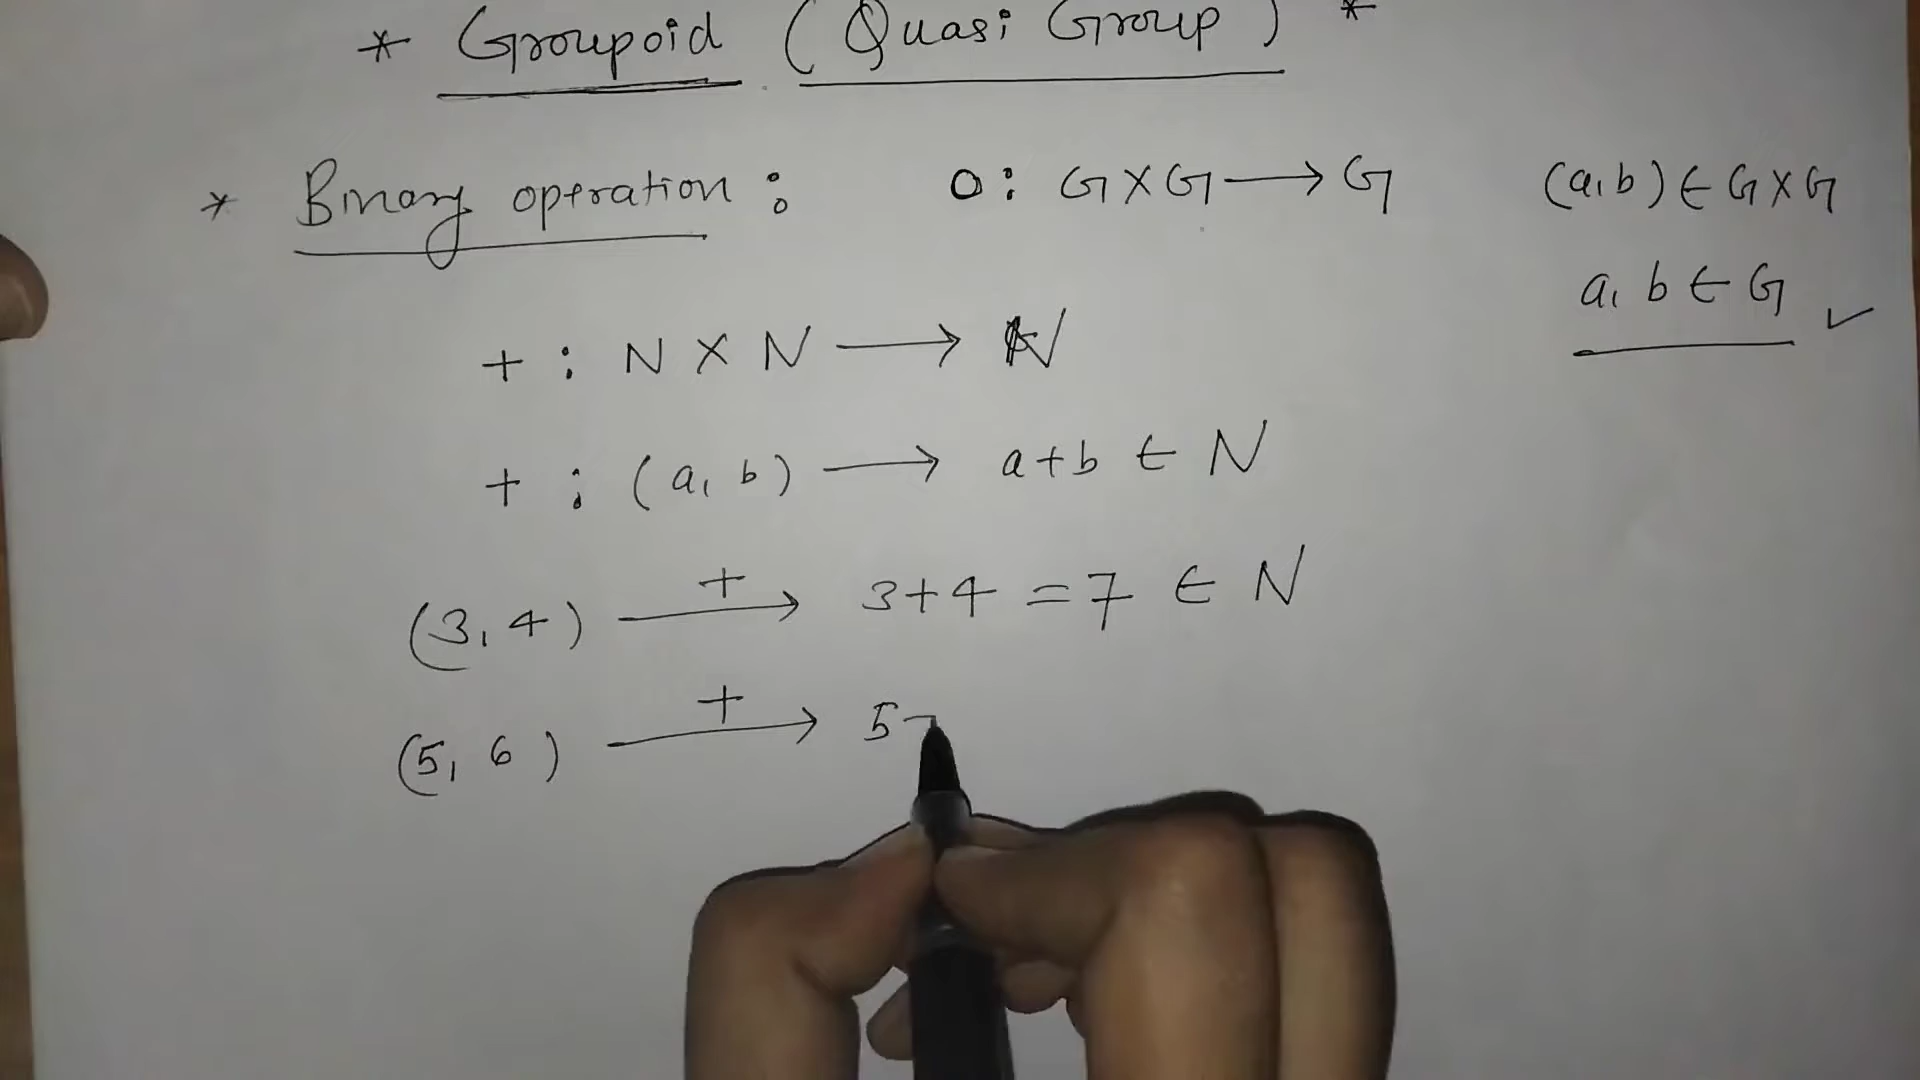 * Groupoid (Quasi Group) *
* Binary operation : o : G X G → G (a, b) ∈ G X G
a, b ∈ G ✓
+ : N X N → N
+ : (a, b) → a+b ∈ N
(3, 4) + → 3+4 = 7 ∈ N
(5, 6) + → 5